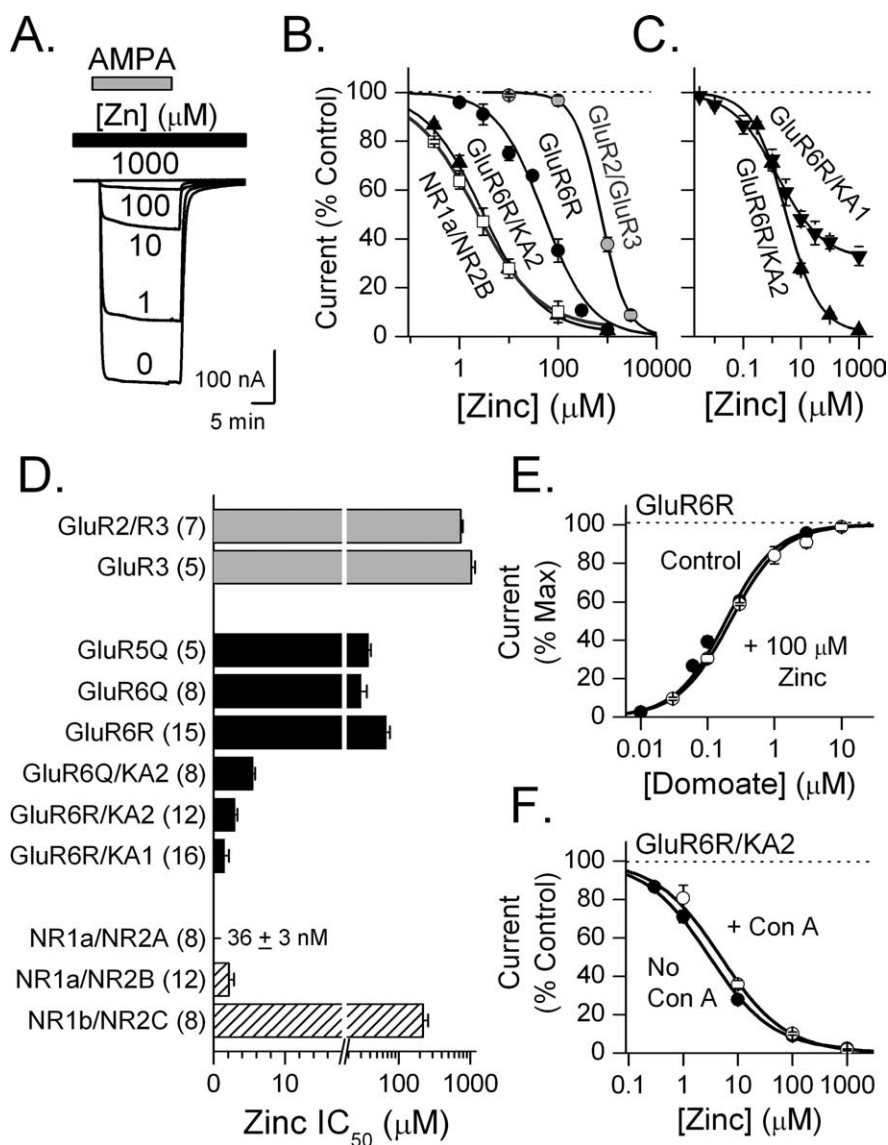 A.
AMPA
[Zn] (μM)
1000
100
10
1
0
100 nA
5 min
B.
Current (% Control)
100
80
60
40
20
0
NR1a/NR2B
GluR6R/KA2
GluR6R
GluR2/GluR3
1
100
10000
[Zinc] (μM)
C.
GluR6R/KA1
GluR6R/KA2
0.1
10
1000
[Zinc] (μM)
D.
GluR2/R3 (7)
GluR3 (5)
GluR5Q (5)
GluR6Q (8)
GluR6R (15)
GluR6Q/KA2 (8)
GluR6R/KA2 (12)
GluR6R/KA1 (16)
NR1a/NR2A (8)
36 ± 3 nM
NR1a/NR2B (12)
NR1b/NR2C (8)
0
10
100
1000
Zinc IC50 (μM)
E.
GluR6R
Current
(% Max)
100
80
60
40
20
0
Control
+ 100 μM
Zinc
0.01
0.1
1
10
[Domoate] (μM)
F.
GluR6R/KA2
Current
(% Control)
100
80
60
40
20
0
+ Con A
No
Con A
0.1
1
10
100
1000
[Zinc] (μM)